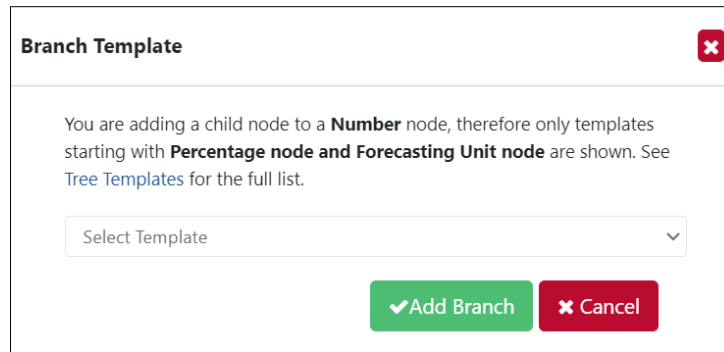 Branch Template
You are adding a child node to a Number node, therefore only templates
starting with Percentage node and Forecasting Unit node are shown. See
Tree Templates for the full list.
Select Template
Add Branch
Cancel